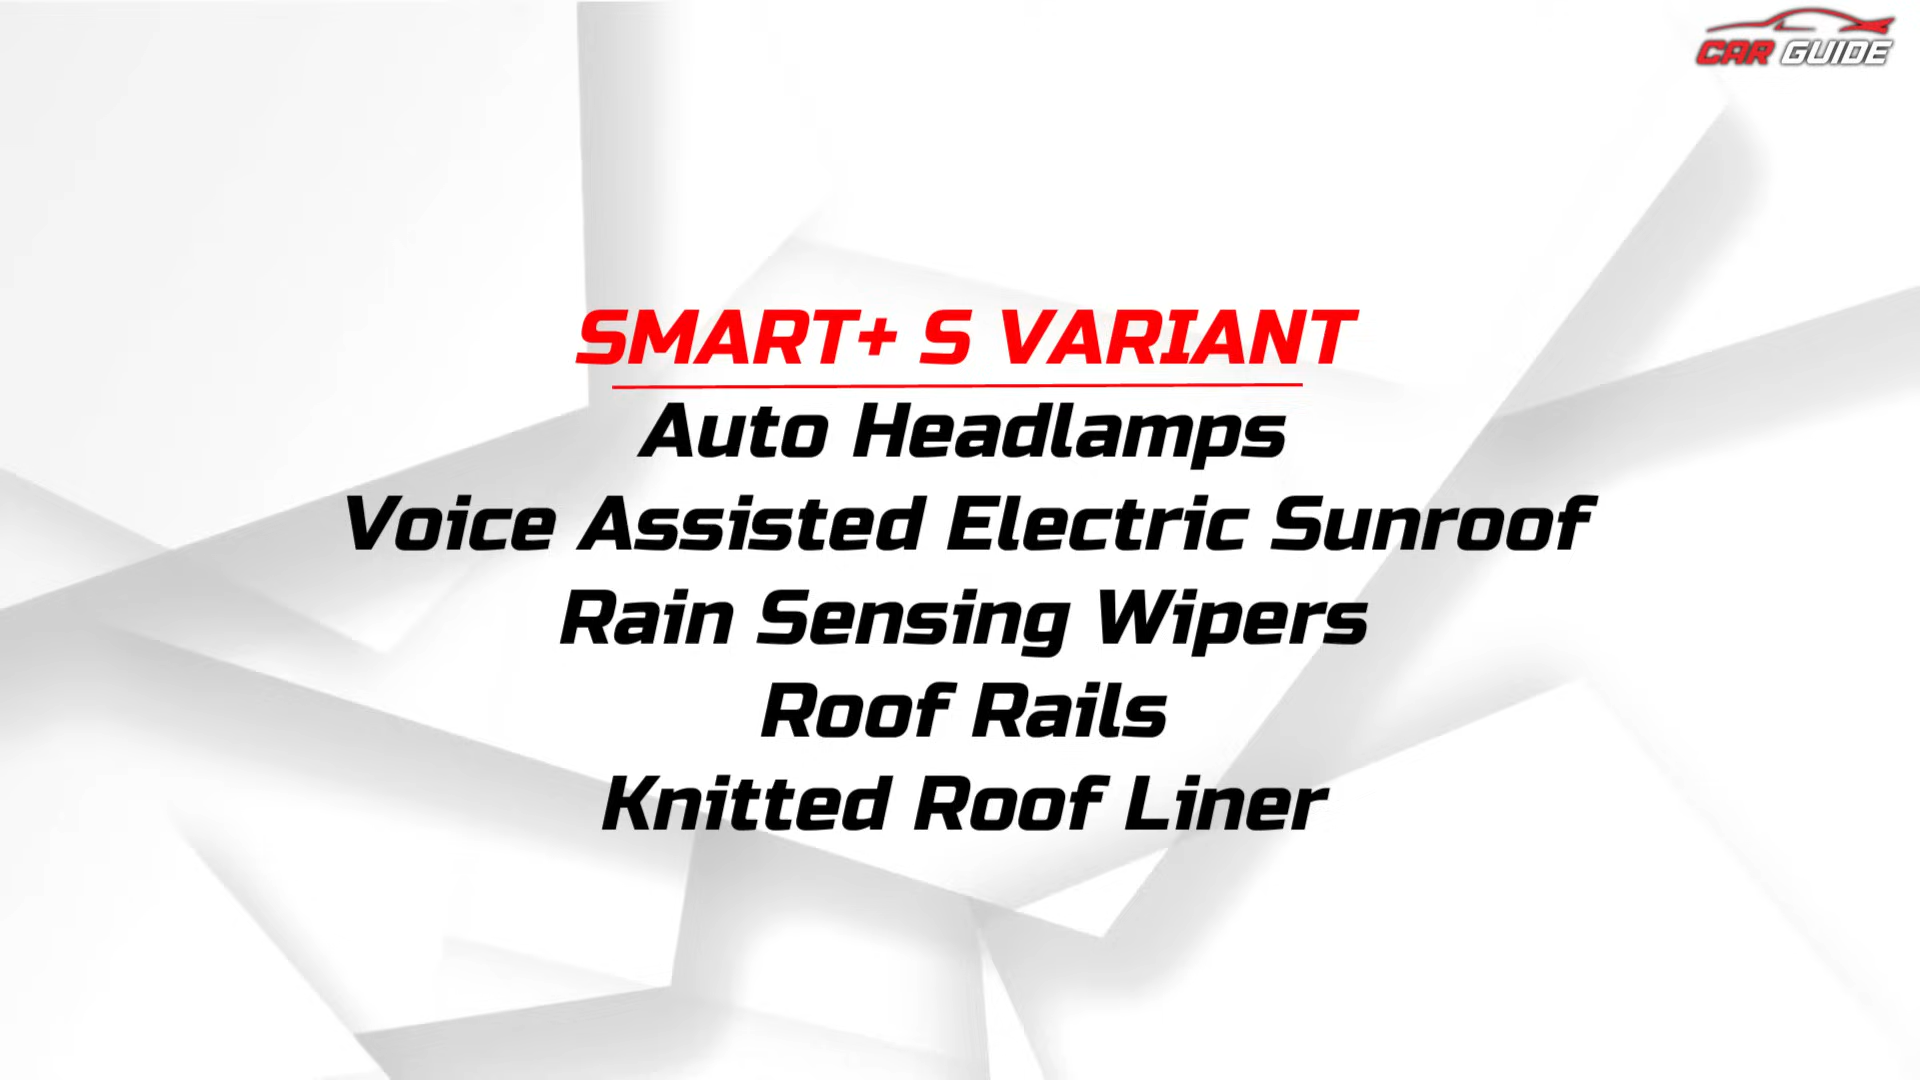 CAR GUIDE
SMART+ S VARIANT
Auto Headlamps
Voice Assisted Electric Sunroof
Rain Sensing Wipers
Roof Rails
Knitted Roof Liner